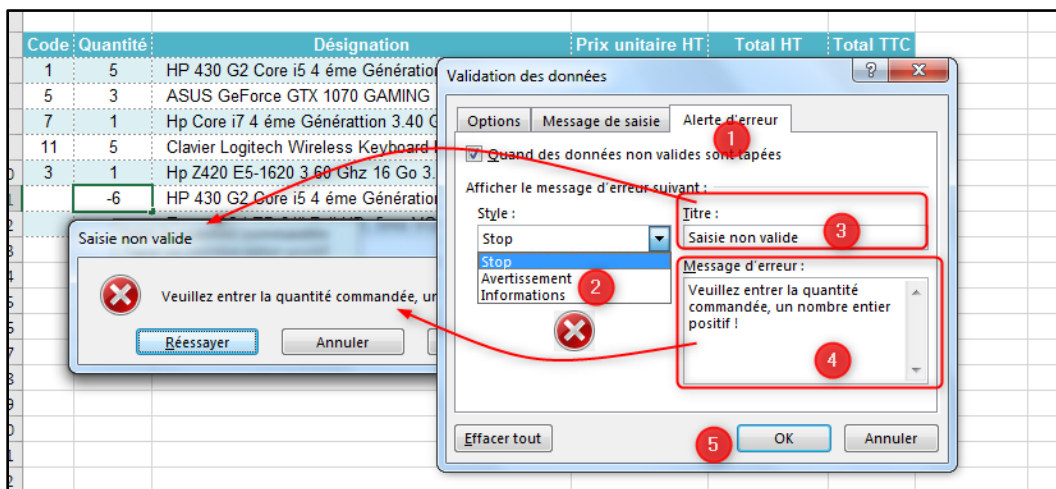 Code Quantité Désignation Prix unitaire HT Total HT Total TTC
1 5 HP 430 G2 Core i5 4 éme Génération
5 3 ASUS GeForce GTX 1070 GAMING
7 1 Hp Core i7 4 éme Générattion 3.40 G
11 5 Clavier Logitech Wireless Keyboard
3 1 Hp Z420 E5-1620 3.60 Ghz 16 Go 3.
-6 HP 430 G2 Core i5 4 éme Génération
Validation des données
Options Message de saisie Alerte d'erreur
1
Quand des données non valides sont tapées
Afficher le message d'erreur suivant :
Style :
Stop
Stop
Avertissement
Informations
2
Titre :
Saisie non valide
3
Message d'erreur :
Veuillez entrer la quantité
commandée, un nombre entier
positif !
4
Effacer tout
5
OK
Annuler
Saisie non valide
Veuillez entrer la quantité commandée, un
Réessayer
Annuler